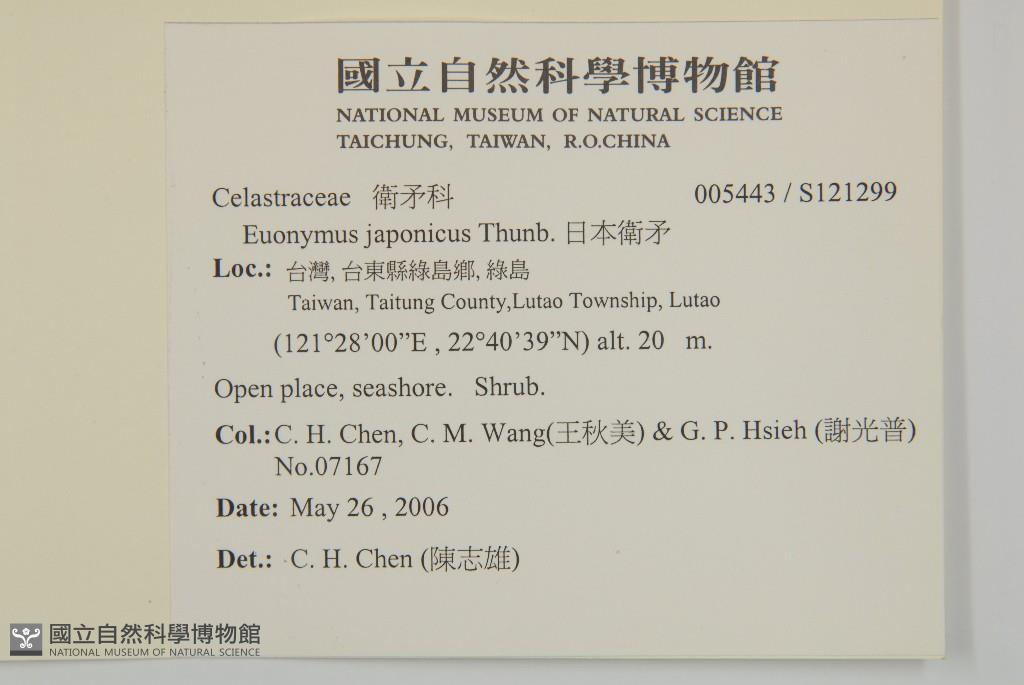 國立自然科學博物館
NATIONAL MUSEUM OF NATURAL SCIENCE
TAICHUNG, TAIWAN, R.O.CHINA
Celastraceae 衛矛科 005443 / S121299
Euonymus japonicus Thunb. 日本衛矛
Loc.: 台灣, 台東縣綠島鄉, 綠島
Taiwan, Taitung County,Lutao Township, Lutao
(121°28’00”E , 22°40’39”N) alt. 20 m.
Open place, seashore. Shrub.
Col.: C. H. Chen, C. M. Wang(王秋美) & G. P. Hsieh (謝光普)
No.07167
Date: May 26 , 2006
Det.: C. H. Chen (陳志雄)
國立自然科學博物館
NATIONAL MUSEUM OF NATURAL SCIENCE